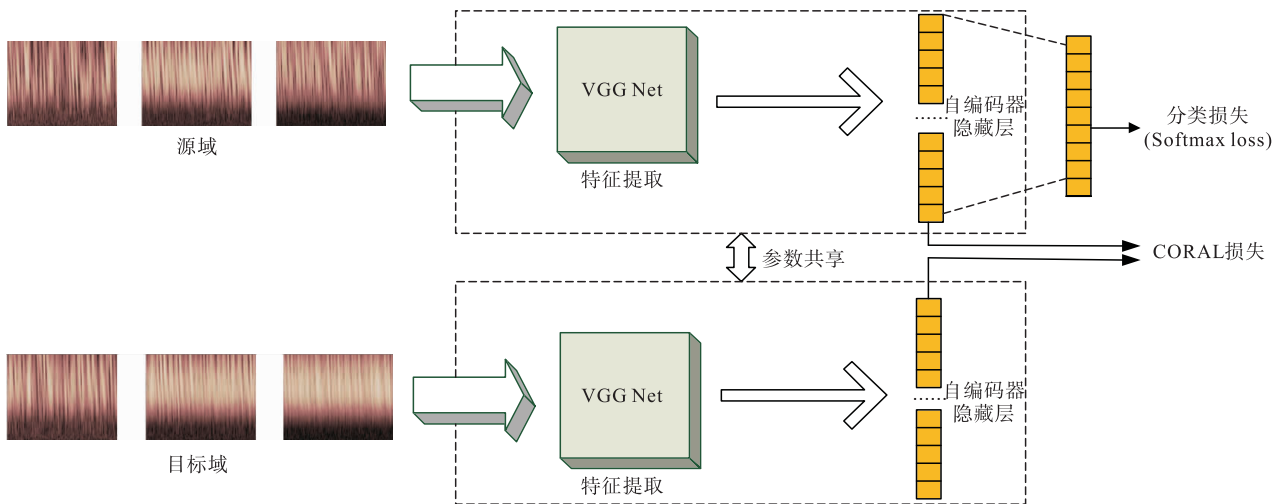 源域
VGG Net
特征提取
自编码器
隐藏层
分类损失
(Softmax loss)
参数共享
CORAL损失
目标域
VGG Net
特征提取
自编码器
隐藏层